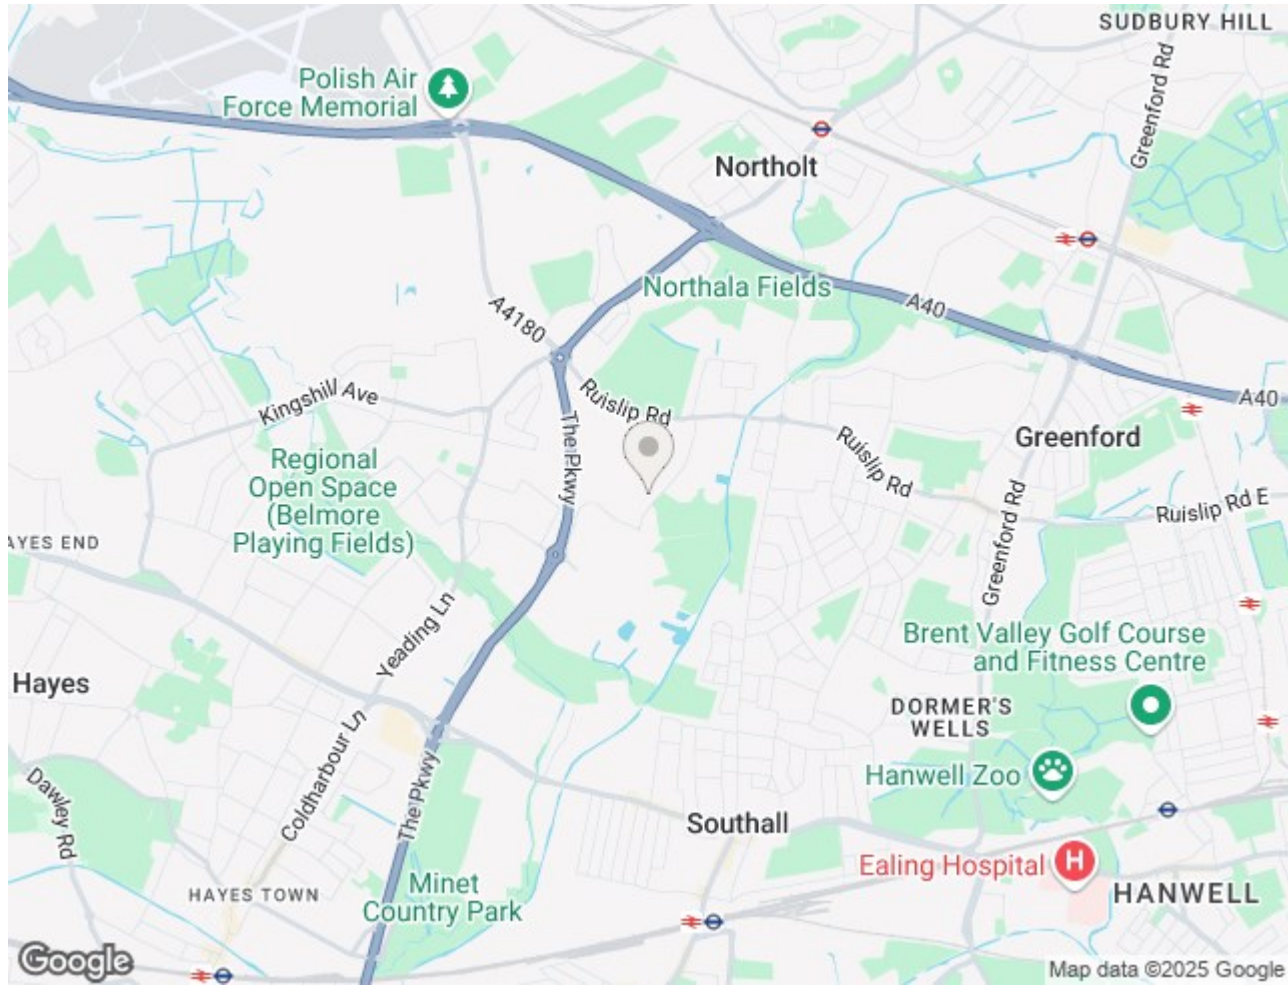 SUDBURY HILL
Polish Air
Force Memorial
Greenford Rd
Northolt
Northala Fields
A40
A4180
Kingshill Ave
Ruislip Rd
The Pkwy
A40
Greenford
Ruislip Rd
Regional
Open Space
(Belmore
Playing Fields)
Ruislip Rd E
AYES END
Greenford Rd
Yeading Ln
Brent Valley Golf Course
and Fitness Centre
Hayes
DORMER'S
WELLS
Coldharbour Ln
The Pkwy
Hanwell Zoo
Dawley Rd
Southall
Ealing Hospital
H
HAYES TOWN
Minet
Country Park
HANWELL
Google
Map data ©2025 Google